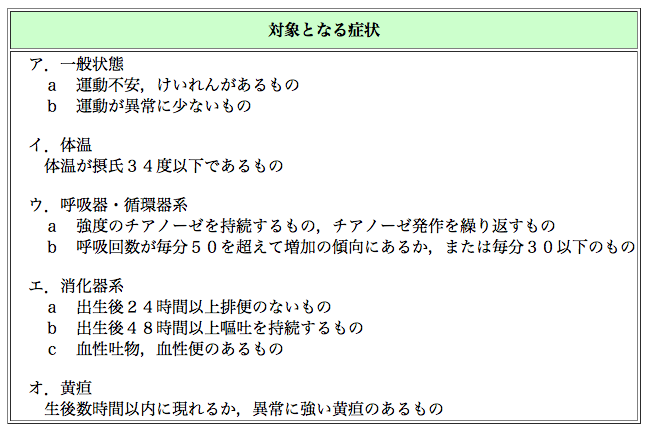 対象となる症状
ア．一般状態
ａ　運動不安，けいれんがあるもの
ｂ　運動が異常に少ないもの
イ．体温
体温が摂氏３４度以下であるもの
ウ．呼吸器・循環器系
ａ　強度のチアノーゼを持続するもの，チアノーゼ発作を繰り返すもの
ｂ　呼吸回数が毎分５０を超えて増加の傾向にあるか，または毎分３０以下のもの
エ．消化器系
ａ　出生後２４時間以上排便のないもの
ｂ　出生後４８時間以上嘔吐を持続するもの
ｃ　血性吐物，血性便のあるもの
オ．黄疸
生後数時間以内に現れるか，異常に強い黄疸のあるもの